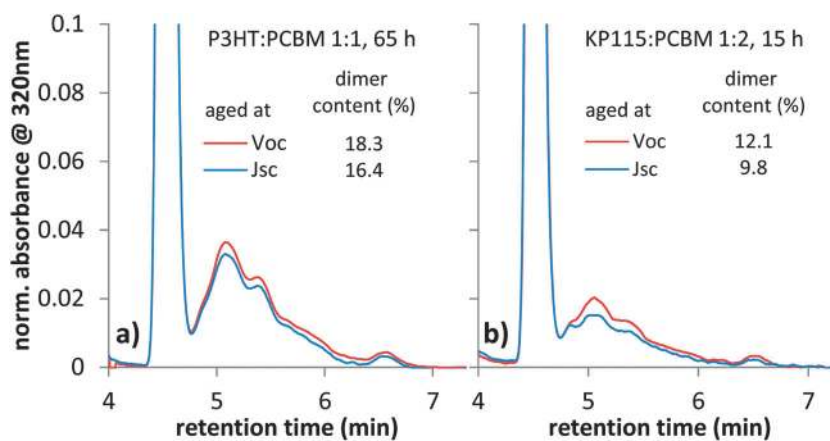 norm. absorbance @ 320nm
0.1
0.08
0.06
0.04
0.02
0
P3HT:PCBM 1:1, 65 h
dimer
aged at content (%)
Voc 18.3
Jsc 16.4
a)
4 5 6 7
retention time (min)
KP115:PCBM 1:2, 15 h
dimer
aged at content (%)
Voc 12.1
Jsc 9.8
b)
4 5 6 7
retention time (min)